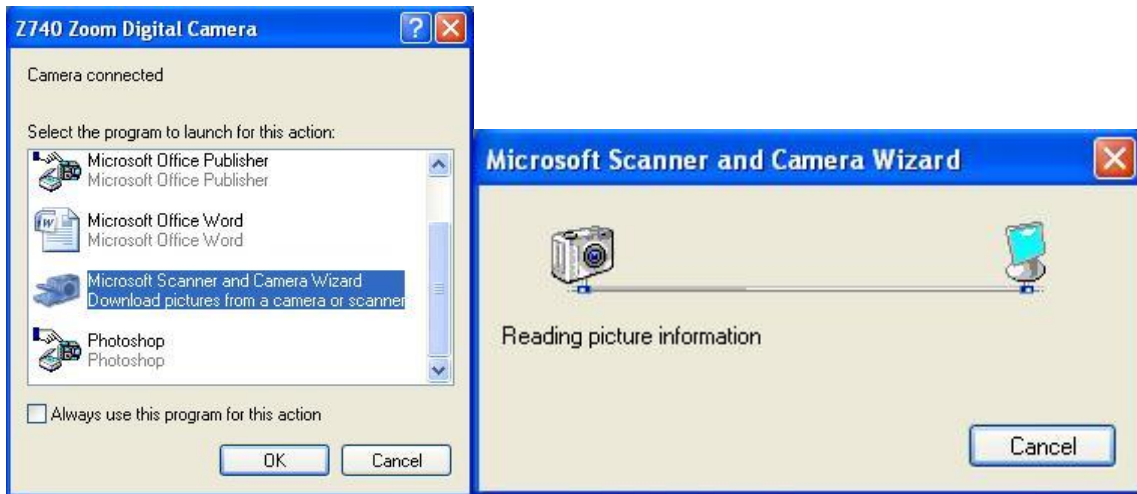 Z740 Zoom Digital Camera
Camera connected
Select the program to launch for this action:
Microsoft Office Publisher
Microsoft Office Publisher
Microsoft Office Word
Microsoft Office Word
Microsoft Scanner and Camera Wizard
Download pictures from a camera or scanner
Photoshop
Photoshop
Always use this program for this action
OK Cancel
Microsoft Scanner and Camera Wizard
Reading picture information
Cancel